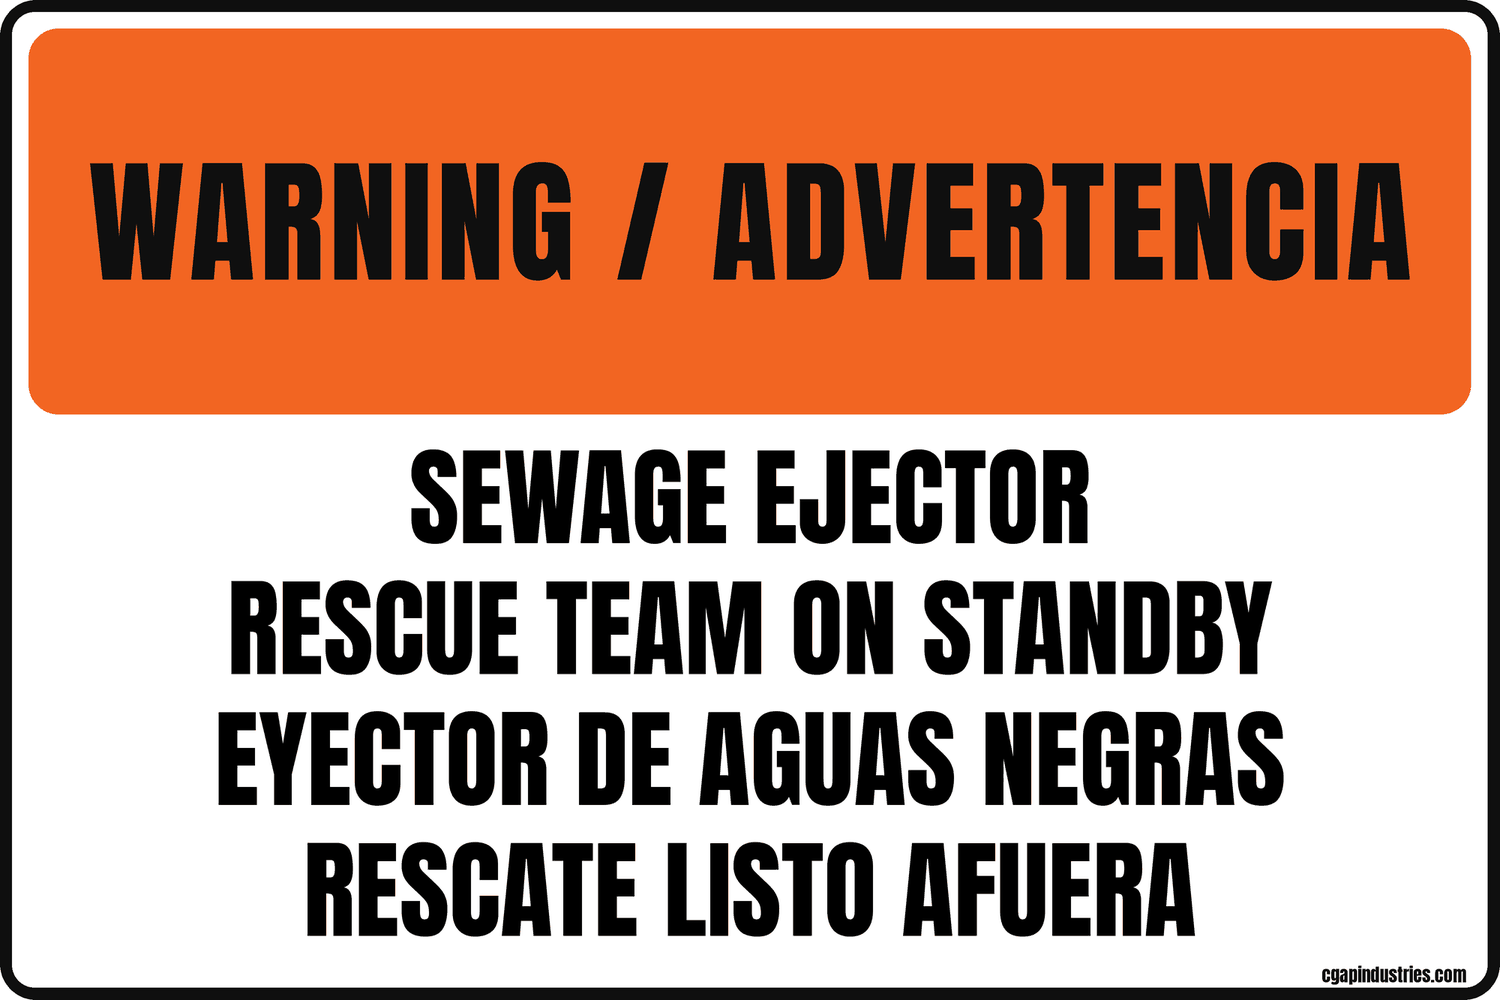 WARNING / ADVERTENCIA
SEWAGE EJECTOR
RESCUE TEAM ON STANDBY
EYECTOR DE AGUAS NEGRAS
RESCATE LISTO AFUERA
cgapindustries.com